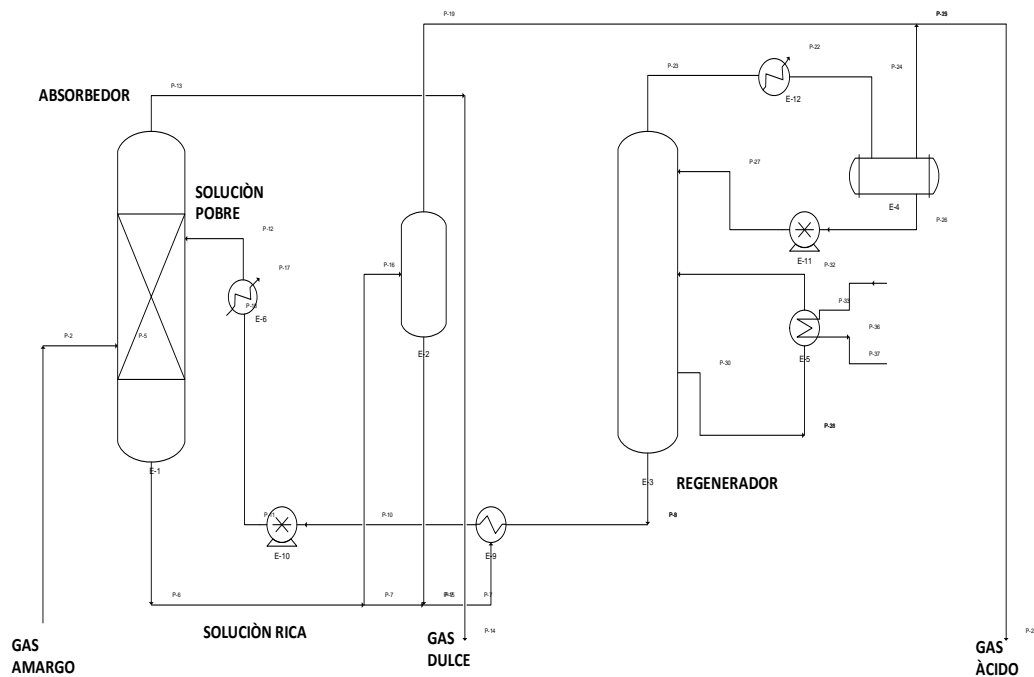 P-19
P-25
P-22
P-23
P-24
P-13
ABSORBEDOR
E-12
P-27
SOLUCIÒN
POBRE
E-4
P-26
P-12
E-11
P-17
P-16
P-32
E-6
P-33
P-2
P-5
P-36
E-2
E-5
P-37
P-30
P-28
E-1
E-3
REGENERADOR
P-11
P-10
P-9
E-10
E-9
P-6
P-7
P-15
P-7
SOLUCIÒN RICA
GAS
AMARGO
GAS
DULCE
P-14
GAS
ÀCIDO
P-2